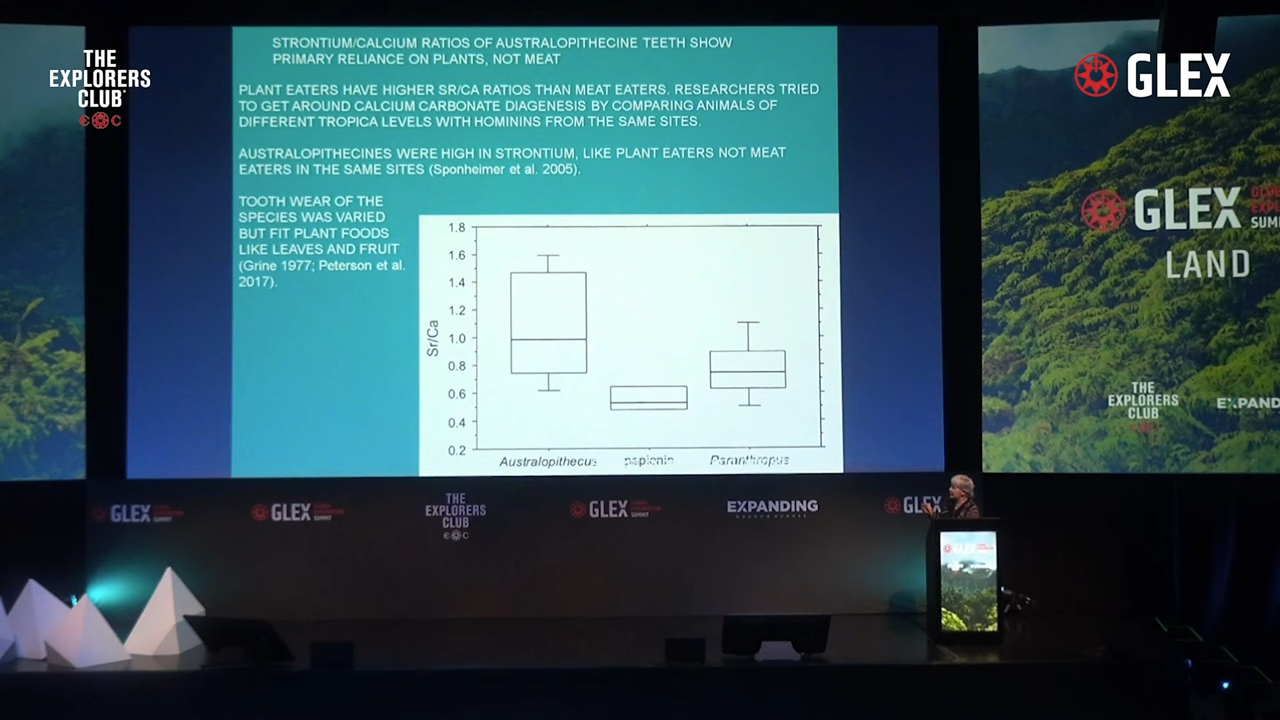 THE
EXPLORERS
CLUB
GLEX
STRONTIUM/CALCIUM RATIOS OF AUSTRALOPITHECINE TEETH SHOW
PRIMARY RELIANCE ON PLANTS, NOT MEAT
PLANT EATERS HAVE HIGHER SR/CA RATIOS THAN MEAT EATERS. RESEARCHERS TRIED
TO GET AROUND CALCIUM CARBONATE DIAGENESIS BY COMPARING ANIMALS OF
DIFFERENT TROPICA LEVELS WITH HOMININS FROM THE SAME SITES.
AUSTRALOPITHECINES WERE HIGH IN STRONTIUM, LIKE PLANT EATERS NOT MEAT
EATERS IN THE SAME SITES (Sponheimer et al. 2005).
TOOTH WEAR OF THE
SPECIES WAS VARIED
BUT FIT PLANT FOODS
LIKE LEAVES AND FRUIT
(Grine 1977; Peterson et al.
2017).
1.8
1.6
1.4
1.2
1.0
0.8
0.6
0.4
0.2
Sr/Ca
Australopithecus papionin Paranthropus
GLEX
LAND
THE
EXPLORERS
CLUB
EXPAND
GLEX
GLEX
THE
EXPLORERS
CLUB
GLEX
EXPANDING
GLEX